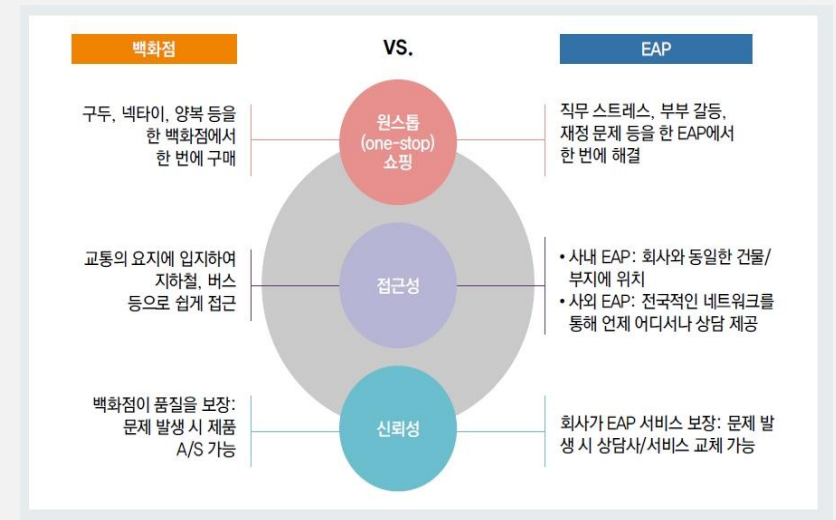 백화점
VS.
EAP
구두, 넥타이, 양복 등을
한 백화점에서
한 번에 구매
원스톱
(one-stop)
쇼핑
직무 스트레스, 부부 갈등,
재정 문제 등을 한 EAP에서
한 번에 해결
교통의 요지에 입지하여
지하철, 버스
등으로 쉽게 접근
접근성
• 사내 EAP: 회사와 동일한 건물/
부지에 위치
• 사외 EAP: 전국적인 네트워크를
통해 언제 어디서나 상담 제공
백화점이 품질을 보장:
문제 발생 시 제품
A/S 가능
신뢰성
회사가 EAP 서비스 보장: 문제 발
생 시 상담사/서비스 교체 가능